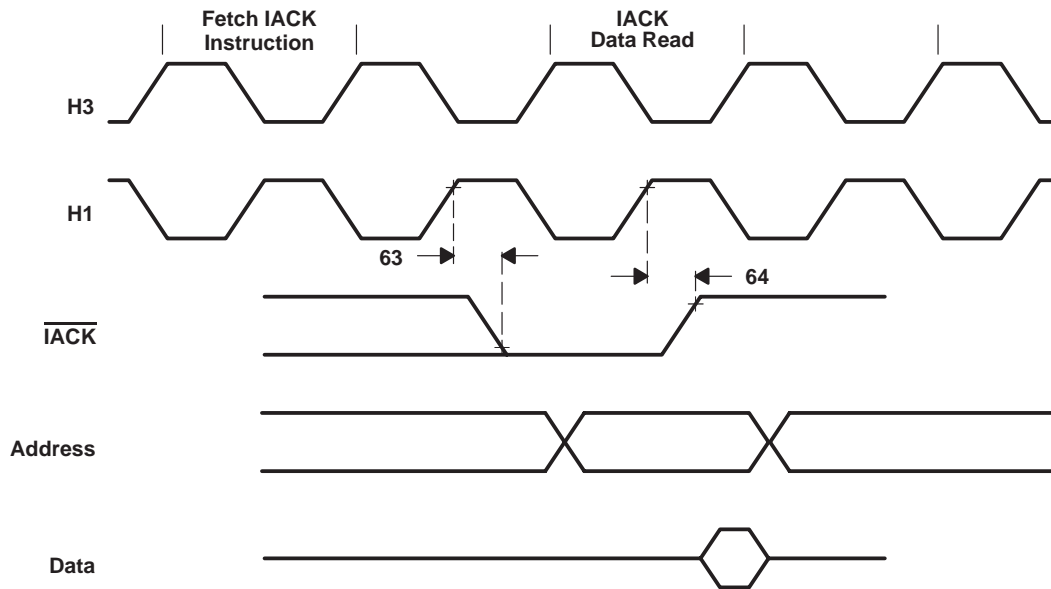 Fetch IACK
Instruction
IACK
Data Read
H3
H1
63
64
IACK
Address
Data